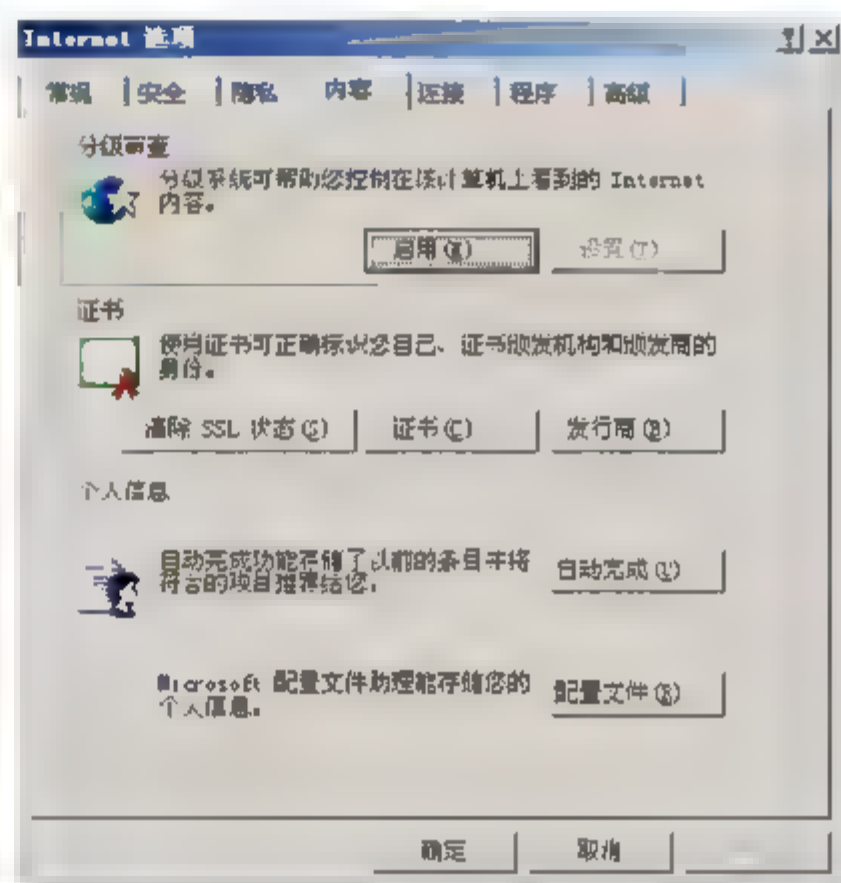 Internet 选项
常规 安全 隐私 内容 连接 程序 高级
分级审查
分级系统可帮助您控制在该计算机上看到的 Internet
内容。
启用(E) 设置(T)
证书
使用证书可正确标识您自己、证书颁发机构和颁发商的
身份。
清除 SSL 状态(S) 证书(C) 发行商(B)
个人信息
自动完成功能存储了以前的条目并将
符合的项目推荐给您。
自动完成(U)
Microsoft 配置文件助理能存储您的
个人信息。
配置文件(R)
确定 取消